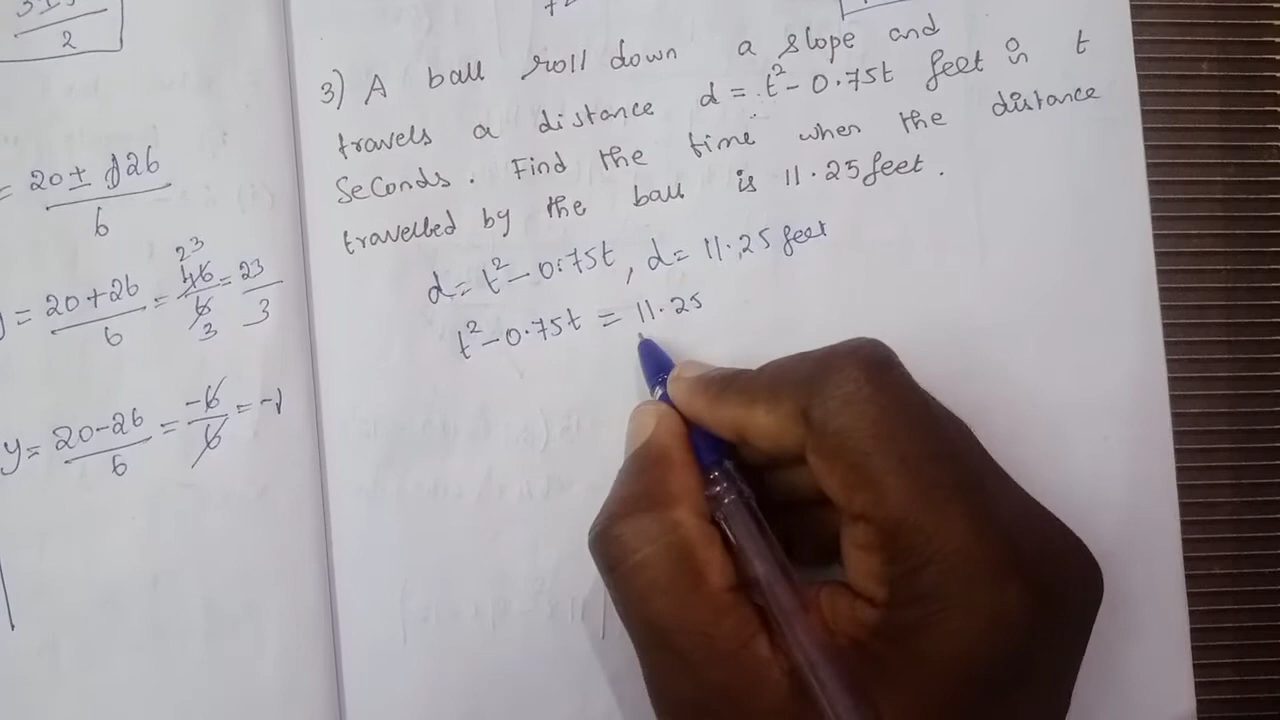 2
= 20 ± √26 / 6
y = 20+26 / 6 = 46 / 6 = 23 / 3
23
3
y = 20-26 / 6 = -6 / 6 = -1
3) A ball roll down a slope and
travels a distance d = t² - 0.75t feet in t
Seconds. Find the time when the distance
travelled by the ball is 11.25feet.
d = t² - 0.75t, d = 11.25 feet
t² - 0.75t = 11.25